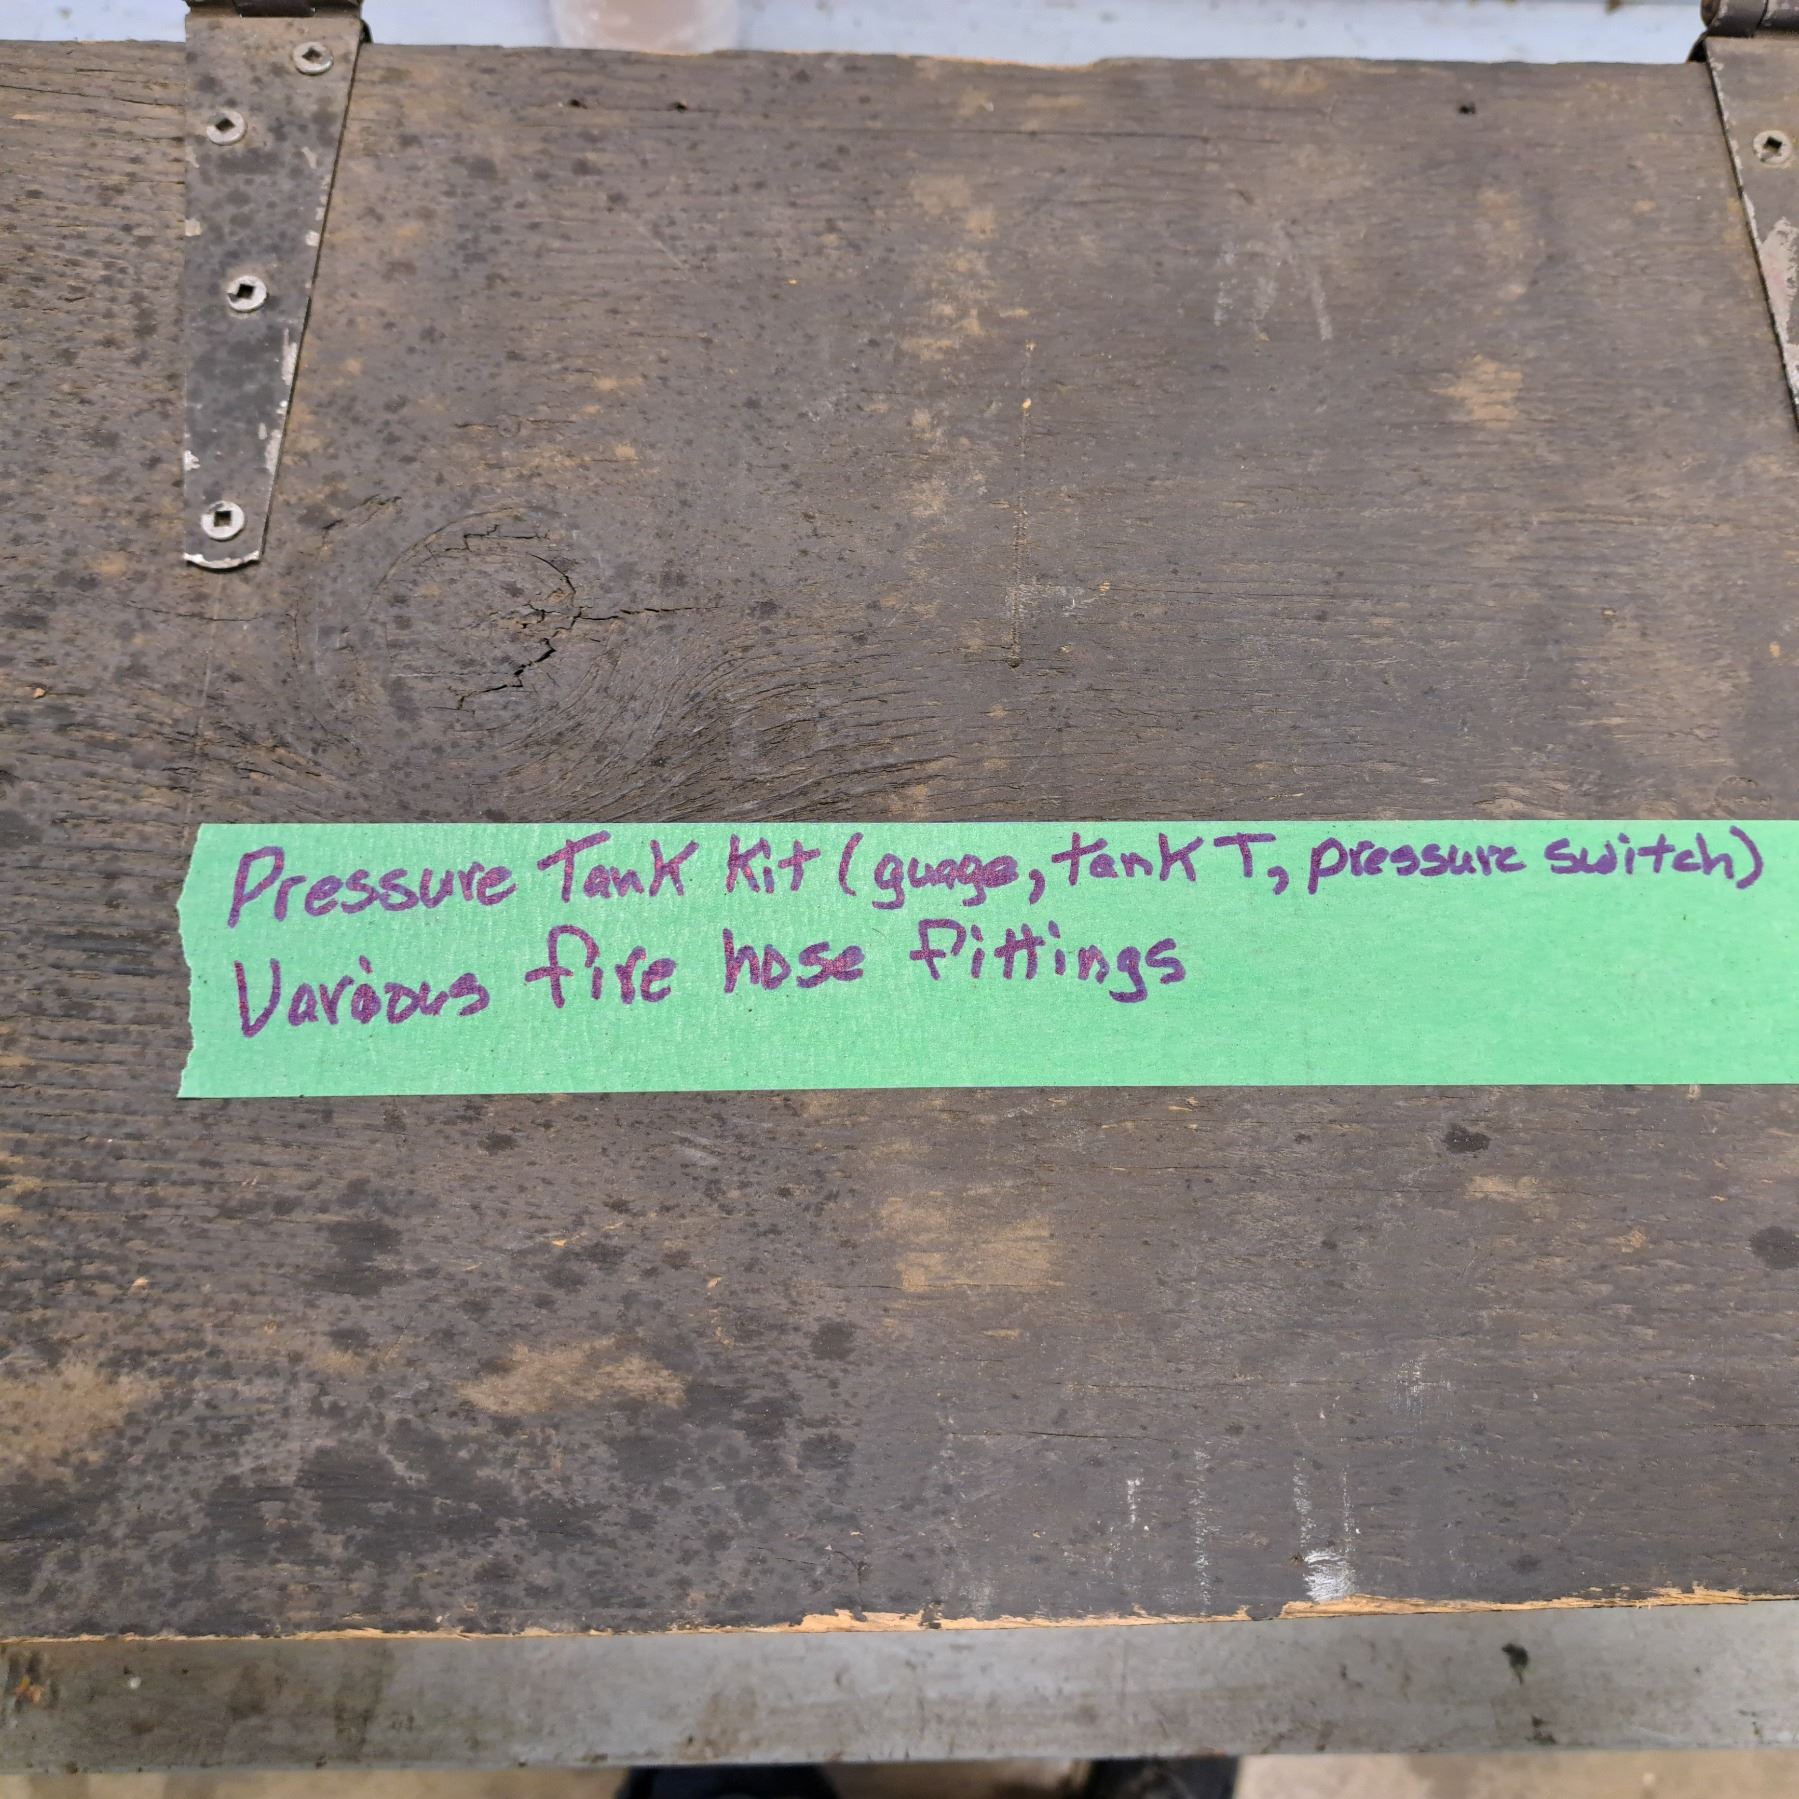 Pressure Tank Kit (guage, tank T, pressure switch)
Various fire hose fittings